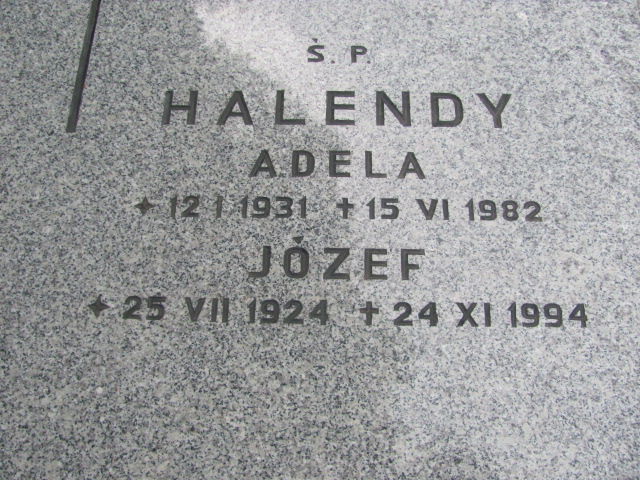 Ś. P.
HALENDY
ADELA
✦ 12 I 1931 ✝ 15 VI 1982
JÓZEF
✦ 25 VII 1924 ✝ 24 XI 1994